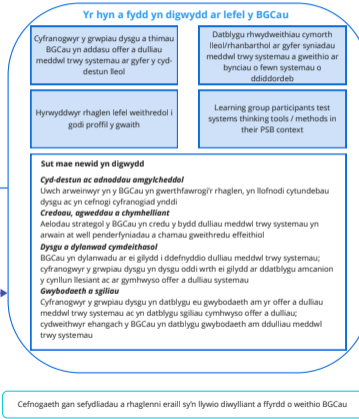 Yr hyn a fydd yn digwydd ar lefel y BGCau
Cyfranogwyr y grwpiau dysgu a thimau
BGCau yn addasu offer a dulliau
meddwl trwy systemau ar gyfer y cyd-
destun lleol
Datblygu rhwydweithiau cymorth
lleol/rhanbarthol ar gyfer syniadau
meddwl trwy systemau a gweithio ar
bynciau o fewn systemau o
ddiddordeb
Hyrwyddwyr rhaglen lefel weithredol i
godi proffil y gwaith
Learning group participants test
systems thinking tools / methods in
their PSB context
Sut mae newid yn digwydd
Cyd-destun ac adnoddau amgylcheddol
Uwch arweinwyr yn y BGCau yn gwerthfawrogi'r rhaglen, yn llofnodi cytundebau
dysgu ac yn cefnogi cyfranogiad ynddi
Credoau, agweddau a chymhelliant
Aelodau strategol y BGCau yn credu y bydd dulliau meddwl trwy systemau yn
arwain at well penderfyniadau a chamau gweithredu effeithiol
Dysgu a dylanwad cymdeithasol
BGCau yn dylanwadu ar ei gilydd i ddefnyddio dulliau meddwl trwy systemau;
cyfranogwyr y grwpiau dysgu yn dysgu oddi wrth ei gilydd ar ddatblygu amcanion
y cynllun llesiant ac ar gymhwyso offer a dulliau systemau
Gwybodaeth a sgiliau
Cyfranogwyr y grwpiau dysgu yn datblygu eu gwybodaeth am yr offer a dulliau
meddwl trwy systemau ac yn datblygu sgiliau cymhwyso offer a dulliau;
cydweithwyr ehangach y BGCau yn datblygu gwybodaeth am ddulliau meddwl
trwy systemau
Cefnogaeth gan sefydliadau a rhaglenni eraill sy'n llywio diwylliant a ffyrdd o weithio BGCau